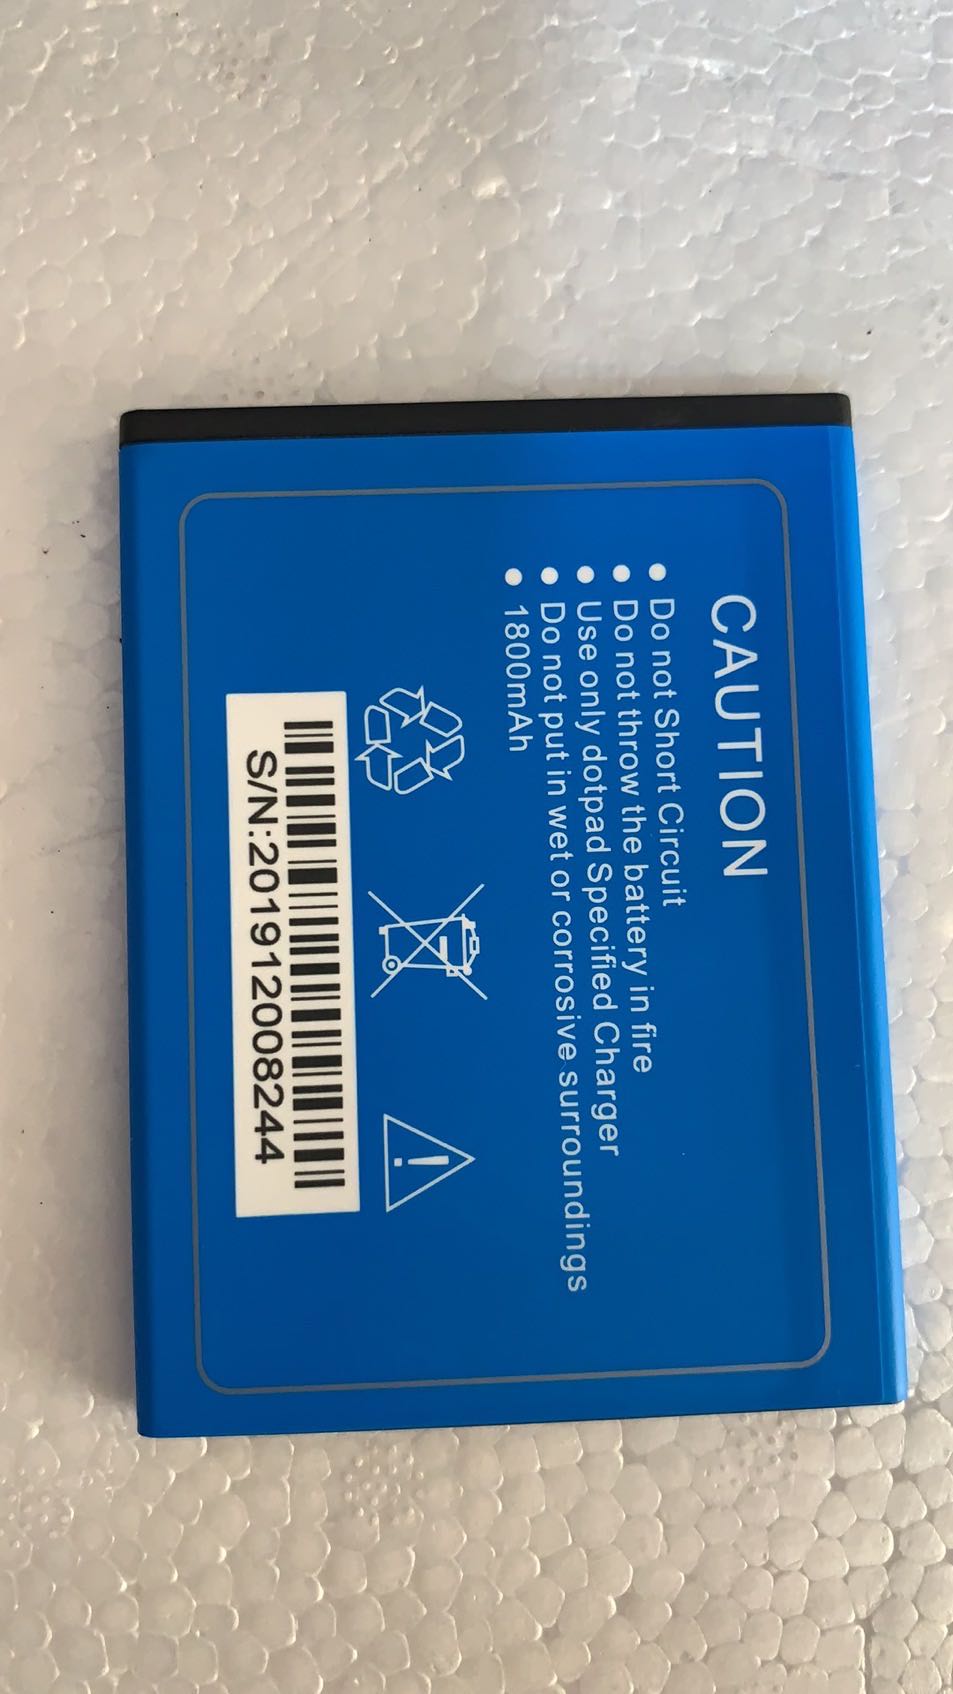 CAUTION
● Do not Short Circuit
● Do not throw the battery in fire
● Use only dotpad Specified Charger
● Do not put in wet or corrosive surroundings
● 1800mAh
S/N:201912008244